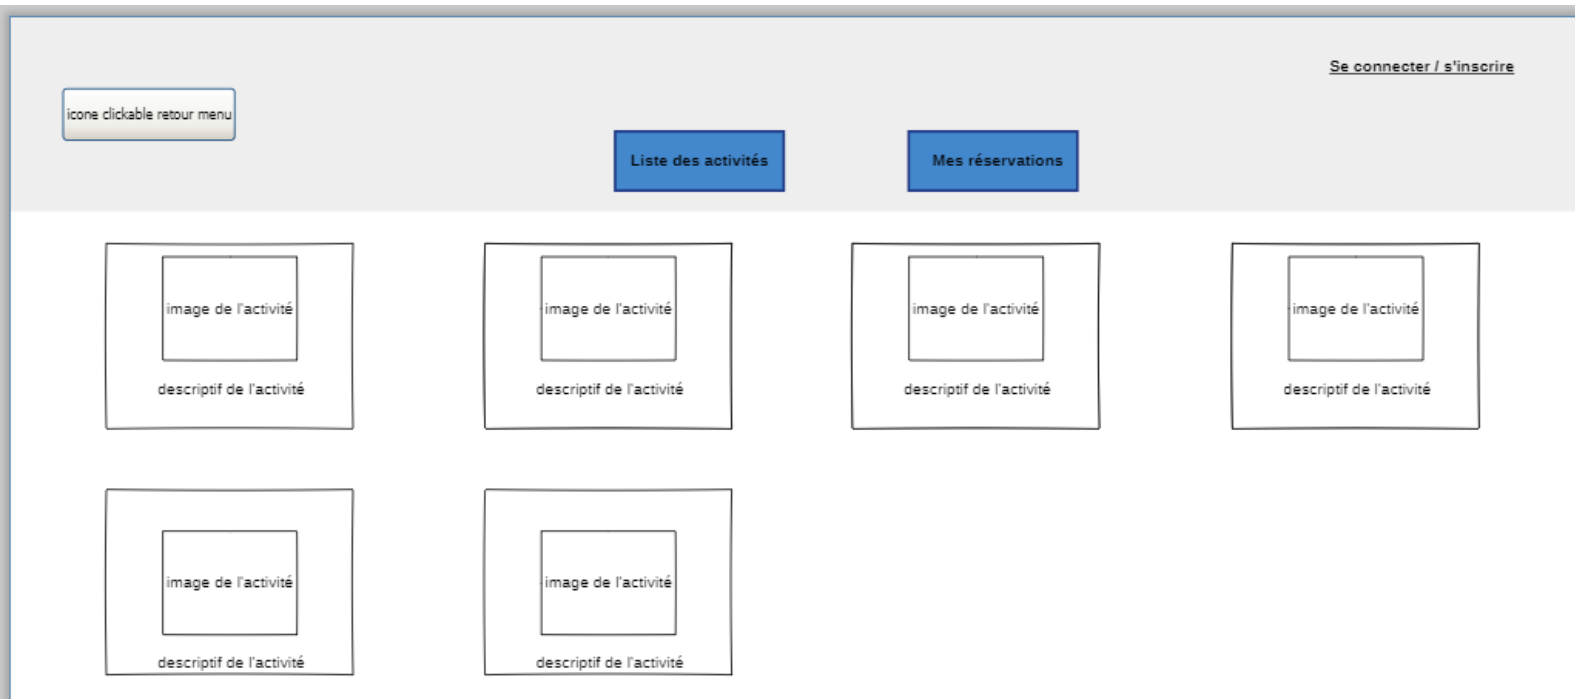 Se connecter / s'inscrire
icone clickable retour menu
Liste des activités
Mes réservations
image de l'activité
image de l'activité
image de l'activité
image de l'activité
descriptif de l'activité
descriptif de l'activité
descriptif de l'activité
descriptif de l'activité
image de l'activité
image de l'activité
descriptif de l'activité
descriptif de l'activité